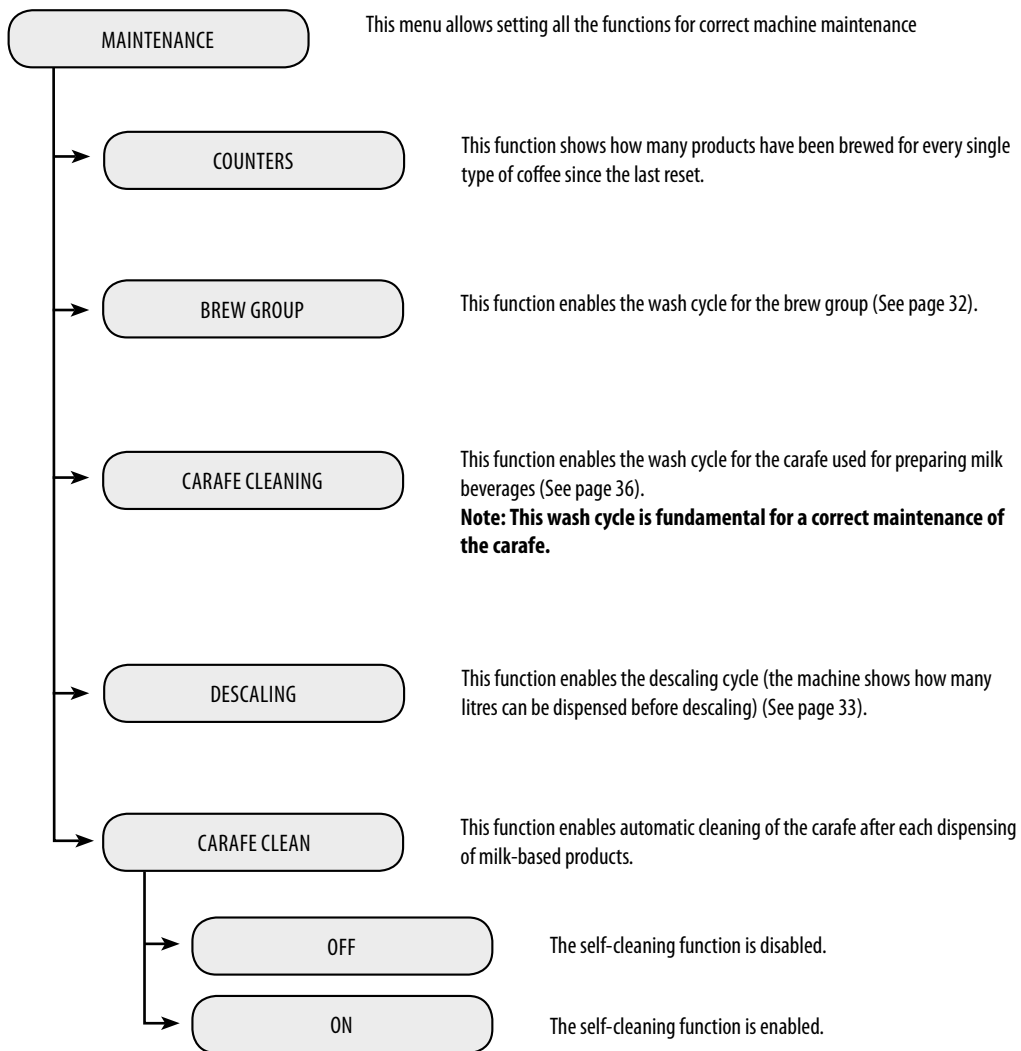 MAINTENANCE
This menu allows setting all the functions for correct machine maintenance
COUNTERS
This function shows how many products have been brewed for every single
type of coffee since the last reset.
BREW GROUP
This function enables the wash cycle for the brew group (See page 32).
CARAFE CLEANING
This function enables the wash cycle for the carafe used for preparing milk
beverages (See page 36).
Note: This wash cycle is fundamental for a correct maintenance of
the carafe.
DESCALING
This function enables the descaling cycle (the machine shows how many
litres can be dispensed before descaling) (See page 33).
CARAFE CLEAN
This function enables automatic cleaning of the carafe after each dispensing
of milk-based products.
OFF
The self-cleaning function is disabled.
ON
The self-cleaning function is enabled.